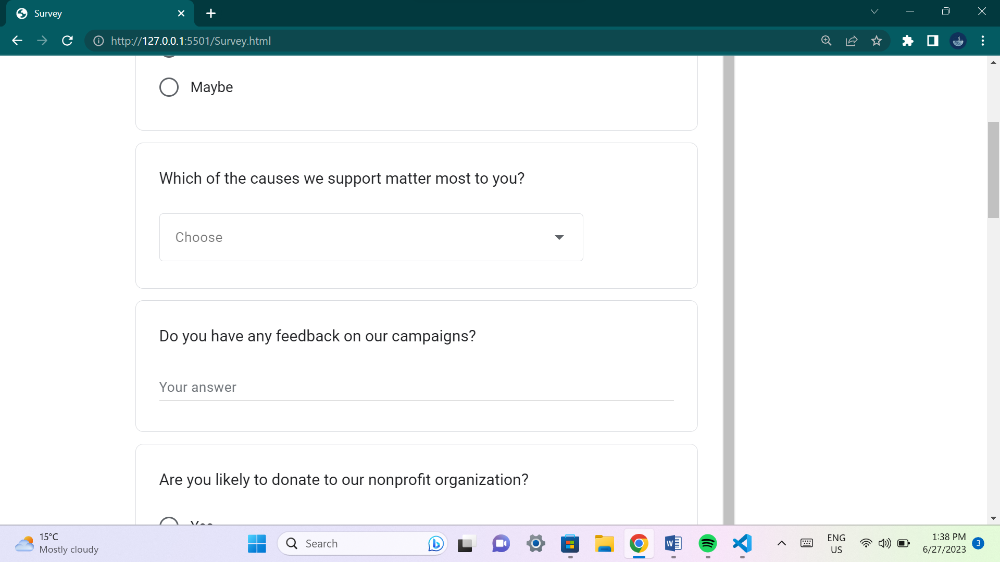 Survey
http://127.0.0.1:5501/Survey.html
Maybe
Which of the causes we support matter most to you?
Choose
Do you have any feedback on our campaigns?
Your answer
Are you likely to donate to our nonprofit organization?
Yes
15°C
Mostly cloudy
Search
ENG
US
1:38 PM
6/27/2023
3